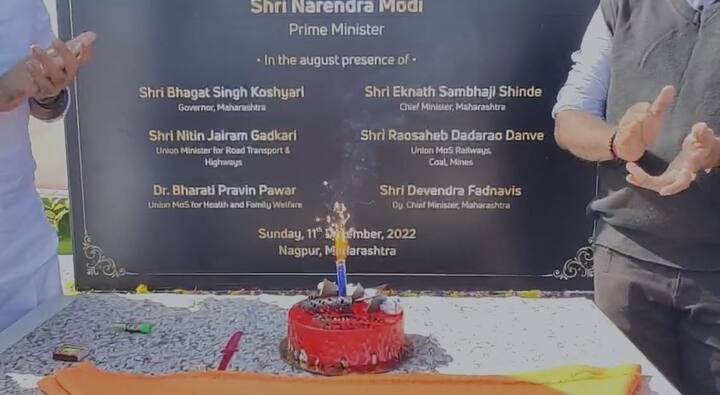 Shri Narendra Modi
Prime Minister
• In the august presence of •
Shri Bhagat Singh Koshyari
Governor, Maharashtra
Shri Eknath Sambhaji Shinde
Chief Minister, Maharashtra
Shri Nitin Jairam Gadkari
Union Minister for Road Transport &
Highways
Shri Raosaheb Dadarao Danve
Union MoS Railways,
Coal, Mines
Dr. Bharati Pravin Pawar
Union MoS for Health and Family Welfare
Shri Devendra Fadnavis
Dy. Chief Minister, Maharashtra
Sunday, 11th 2022
Nagpur,